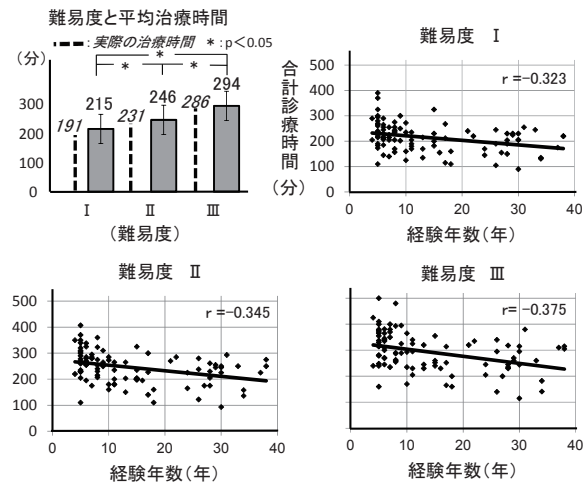 難易度と平均治療時間
(分)
:実際の治療時間 *:p<0.05
*
* *
191 215 231 246 286 294
300
200
100
0
Ⅰ Ⅱ Ⅲ
(難易度)
難易度 Ⅰ
合計診療時間(分)
r=-0.323
500
400
300
200
100
0
0 10 20 30 40
経験年数(年)
難易度 Ⅱ
r=-0.345
500
400
300
200
100
0
0 10 20 30 40
経験年数(年)
難易度 Ⅲ
r=-0.375
0 10 20 30 40
経験年数(年)